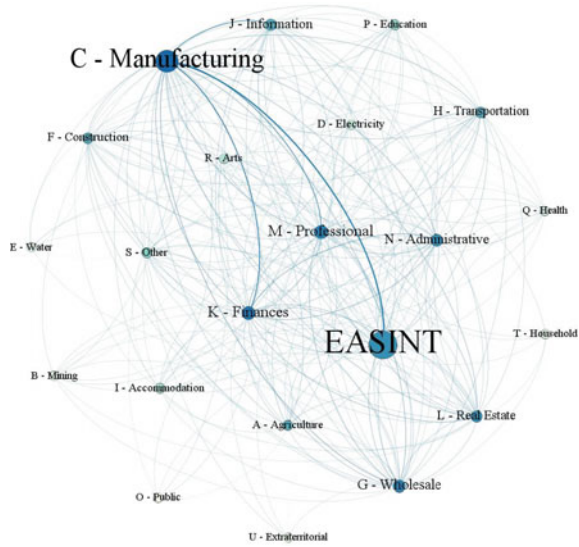 J - Information
P - Education
C - Manufacturing
H - Transportation
D - Electricity
F - Construction
R - Arts
Q - Health
M - Professional
N - Administrative
E - Water
S - Other
K - Finances
EASINT
T - Household
B - Mining
I - Accommodation
L - Real Estate
A - Agriculture
G - Wholesale
O - Public
U - Extraterritorial